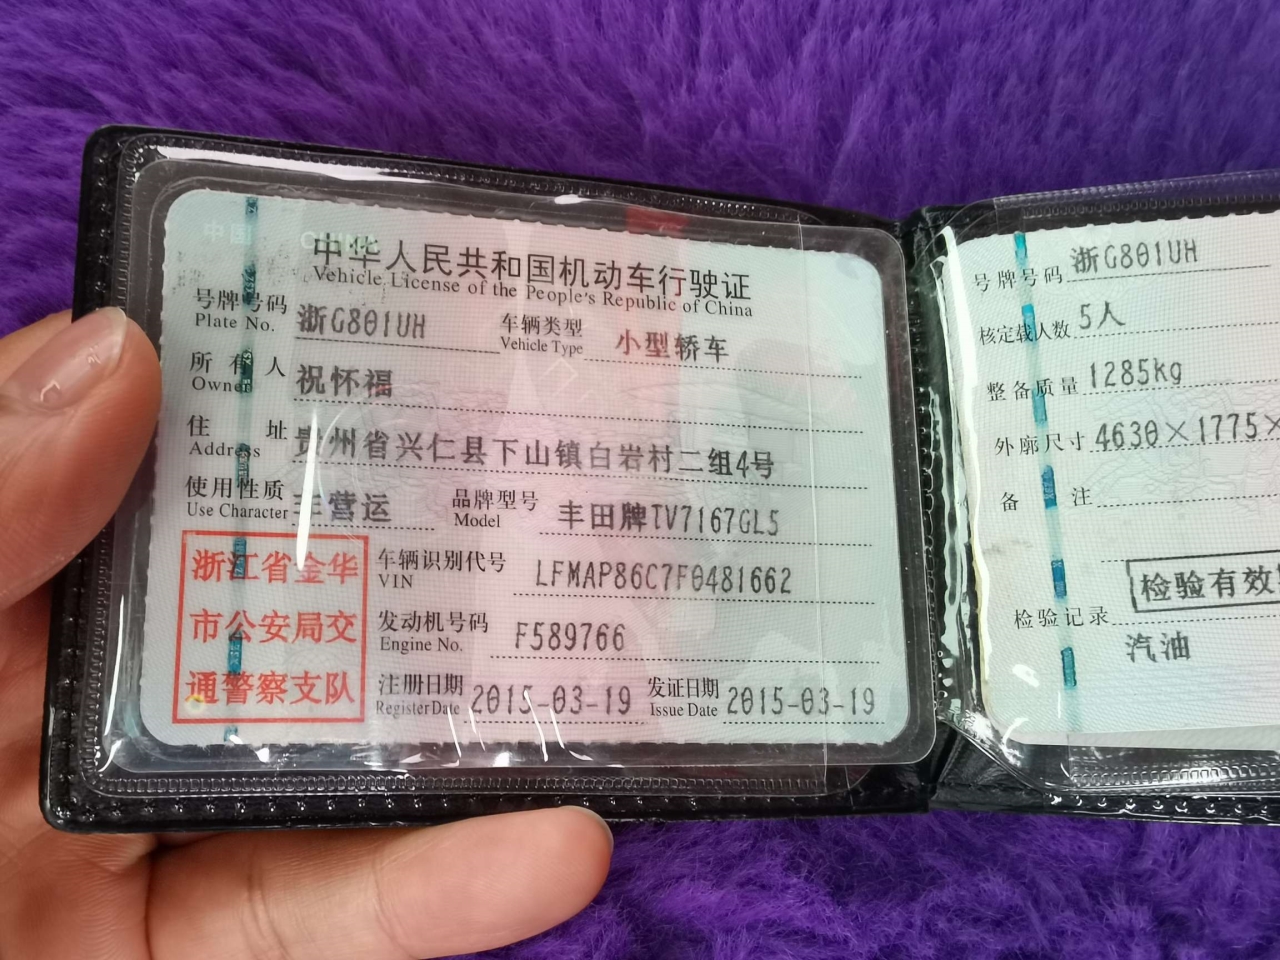 中华人民共和国机动车行驶证
Vehicle License of the People's Republic of China
号牌号码 浙G801UH 车辆类型 小型轿车
Plate No. Vehicle Type
所有人 祝怀福
Owner
住址 贵州省兴仁县下山镇白岩村二组4号
Address
使用性质 营运 品牌型号 丰田牌TV7167GL5
Use Character Model
浙江省金华
市公安局交
通警察支队
车辆识别代号 LFMAP86C7F0481662
VIN
发动机号码 F589766
Engine No.
注册日期 2015-03-19 发证日期 2015-03-19
Register Date Issue Date
号牌号码 浙G801UH
核定载人数 5人
整备质量 1285kg
外廓尺寸 4630×1775×
备注
检验有效
检验记录
汽油